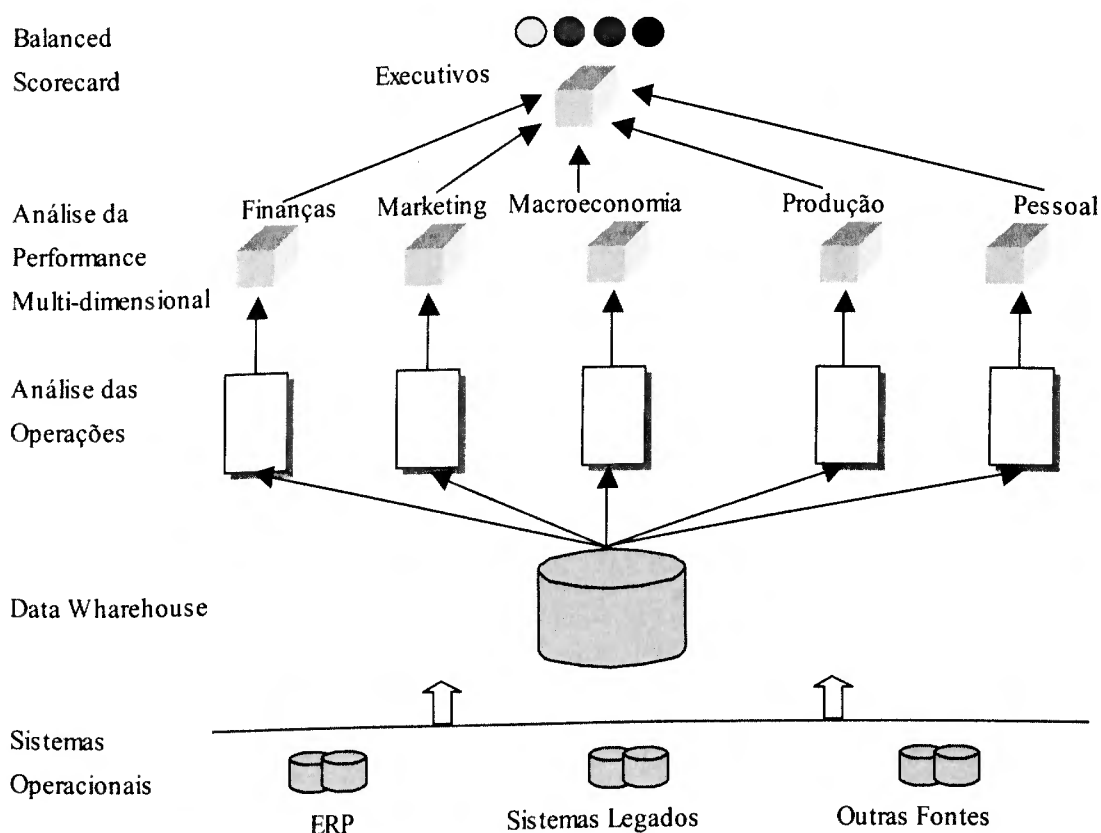 Balanced
Scorecard
Executivos
Análise da
Performance
Multi-dimensional
Finanças
Marketing
Macroeconomia
Produção
Pessoal
Análise das
Operações
Data Wharehouse
Sistemas
Operacionais
ERP
Sistemas Legados
Outras Fontes